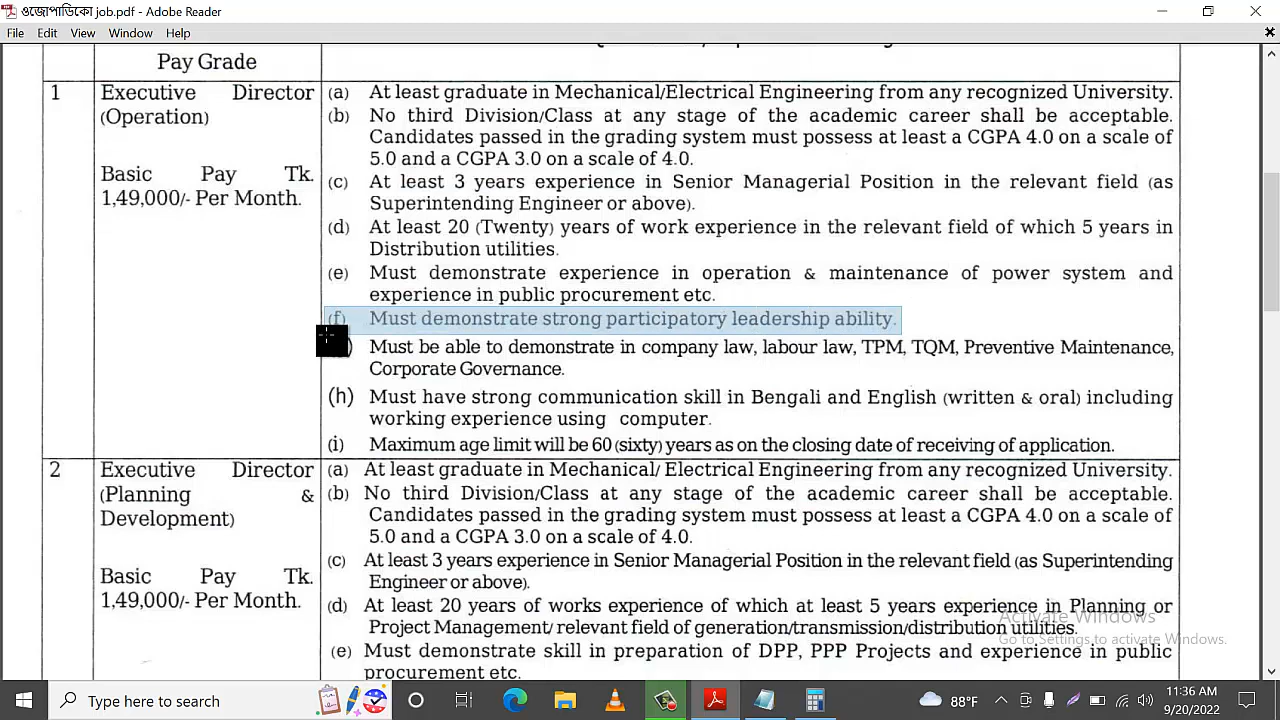 ওজোপাডিকো job.pdf - Adobe Reader
File Edit View Window Help
Pay Grade
1 Executive Director (Operation)
Basic Pay Tk. 1,49,000/- Per Month.
(a) At least graduate in Mechanical/Electrical Engineering from any recognized University.
(b) No third Division/Class at any stage of the academic career shall be acceptable.
Candidates passed in the grading system must possess at least a CGPA 4.0 on a scale of
5.0 and a CGPA 3.0 on a scale of 4.0.
(c) At least 3 years experience in Senior Managerial Position in the relevant field (as
Superintending Engineer or above).
(d) At least 20 (Twenty) years of work experience in the relevant field of which 5 years in
Distribution utilities.
(e) Must demonstrate experience in operation & maintenance of power system and
experience in public procurement etc.
(f) Must demonstrate strong participatory leadership ability.
Must be able to demonstrate in company law, labour law, TPM, TQM, Preventive Maintenance,
Corporate Governance.
(h) Must have strong communication skill in Bengali and English (written & oral) including
working experience using computer.
(i) Maximum age limit will be 60 (sixty) years as on the closing date of receiving of application.
2 Executive Director
(Planning &
Development)
Basic Pay Tk.
1,49,000/- Per Month.
(a) At least graduate in Mechanical/ Electrical Engineering from any recognized University.
(b) No third Division/Class at any stage of the academic career shall be acceptable.
Candidates passed in the grading system must possess at least a CGPA 4.0 on a scale of
5.0 and a CGPA 3.0 on a scale of 4.0.
(c) At least 3 years experience in Senior Managerial Position in the relevant field (as Superintending
Engineer or above).
(d) At least 20 years of works experience of which at least 5 years experience in Planning or
Project Management/ relevant field of generation/transmission/distribution utilities.
(e) Must demonstrate skill in preparation of DPP, PPP Projects and experience in public
procurement etc.
Activate Windows
Go to Settings to activate Windows.
Type here to search
88°F
11:36 AM
9/20/2022